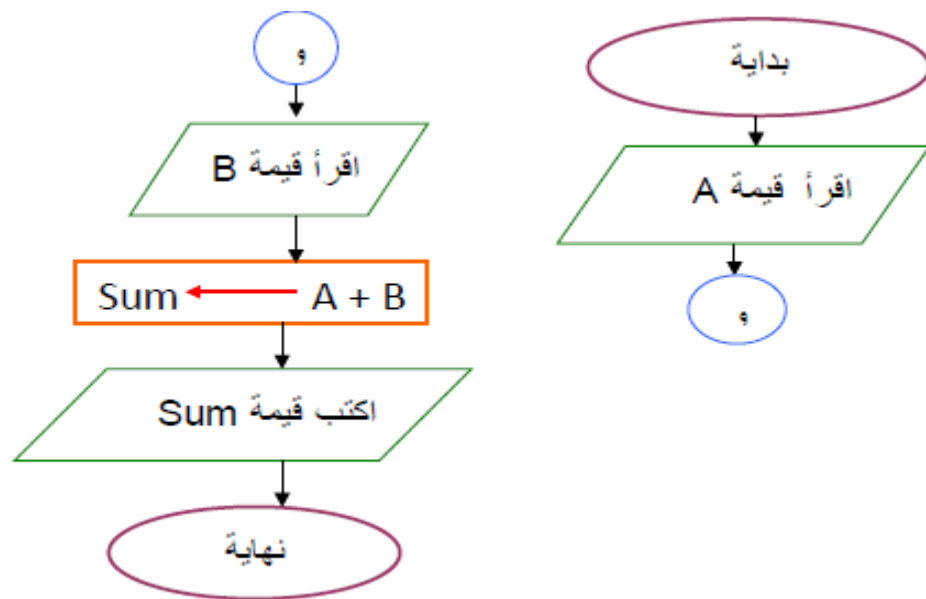 بداية
اقرأ قيمة A
و
و
اقرأ قيمة B
Sum ← A + B
اكتب قيمة Sum
نهاية